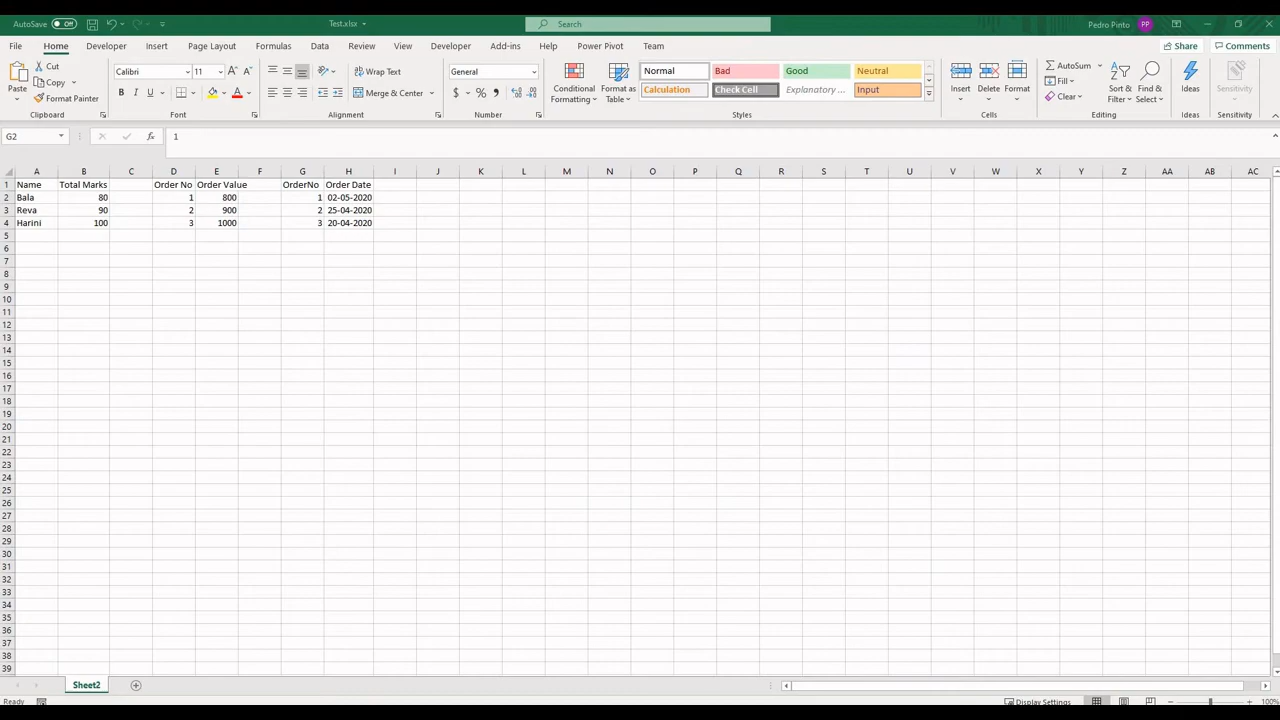 AutoSave Off Test.xlsx Search Pedro Pinto PP
File Home Developer Insert Page Layout Formulas Data Review View Developer Add-ins Help Power Pivot Team Share Comments
Paste Cut Copy Format Painter
Calibri 11 A A B I U A
Wrap Text Merge & Center
General $ % ,
Conditional Formatting Format as Table
Normal Bad Good Neutral
Calculation Check Cell Explanatory ... Input
Insert Delete Format
AutoSum Fill Clear Sort & Filter Find & Select
Ideas Sensitivity
Clipboard Font Alignment Number Styles Cells Editing Ideas Sensitivity
G2 fx 1
A B C D E F G H I J K L M N O P Q R S T U V W X Y Z AA AB AC
1 Name Total Marks Order No Order Value OrderNo Order Date
2 Bala 80 1 800 1 02-05-2020
3 Reva 90 2 900 2 25-04-2020
4 Harini 100 3 1000 3 20-04-2020
5
6
7
8
9
10
11
12
13
14
15
16
17
18
19
20
21
22
23
24
25
26
27
28
29
30
31
32
33
34
35
36
37
38
39
Sheet2
Ready Display Settings 100%